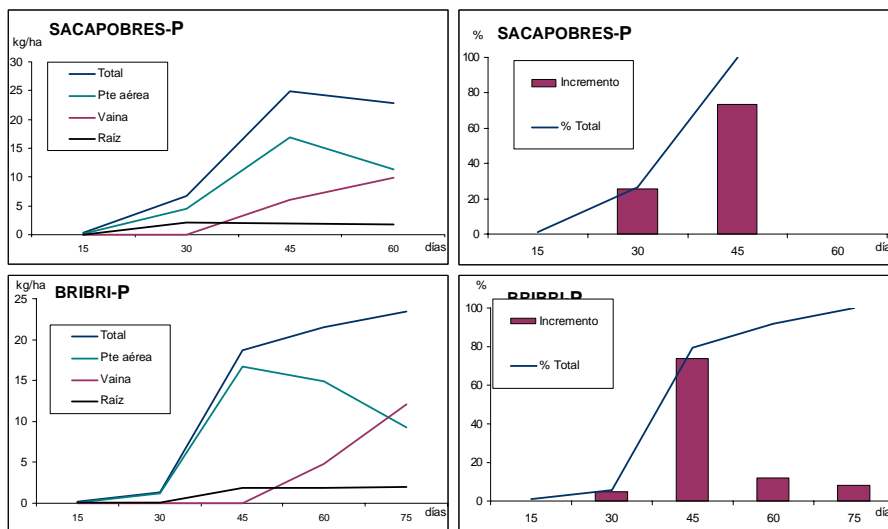 SACAPOBRES-P
kg/ha
30
25
20
15
10
5
0
Total
Pte aérea
Vaina
Raíz
15 30 45 60 días
SACAPOBRES-P
%
100
80
60
40
20
0
Incremento
% Total
15 30 45 60 días
BRIBRI-P
kg/ha
25
20
15
10
5
0
Total
Pte aérea
Vaina
Raíz
15 30 45 60 75 días
BRIBRI-P
%
100
80
60
40
20
0
Incremento
% Total
15 30 45 60 75 días